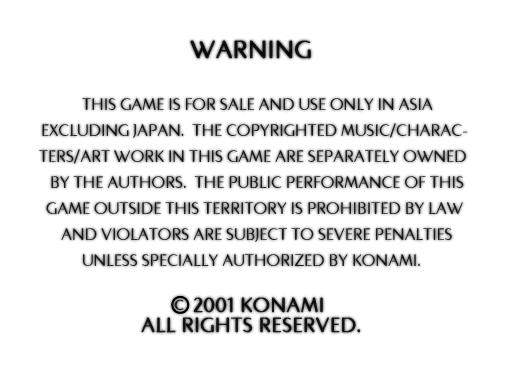 WARNING
THIS GAME IS FOR SALE AND USE ONLY IN ASIA
EXCLUDING JAPAN. THE COPYRIGHTED MUSIC/CHARAC-
TERS/ART WORK IN THIS GAME ARE SEPARATELY OWNED
BY THE AUTHORS. THE PUBLIC PERFORMANCE OF THIS
GAME OUTSIDE THIS TERRITORY IS PROHIBITED BY LAW
AND VIOLATORS ARE SUBJECT TO SEVERE PENALTIES
UNLESS SPECIALLY AUTHORIZED BY KONAMI.
© 2001 KONAMI
ALL RIGHTS RESERVED.